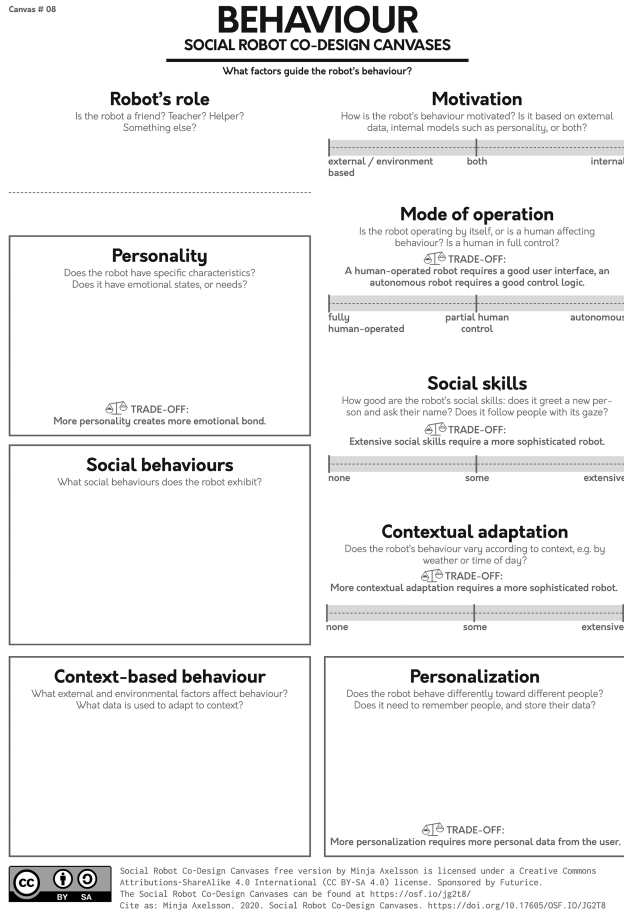 Canvas # 08
BEHAVIOUR
SOCIAL ROBOT CO-DESIGN CANVASES
What factors guide the robot's behaviour?
Robot's role
Is the robot a friend? Teacher? Helper?
Something else?
Personality
Does the robot have specific characteristics?
Does it have emotional states, or needs?
TRADE-OFF:
More personality creates more emotional bond.
Social behaviours
What social behaviours does the robot exhibit?
Context-based behaviour
What external and environmental factors affect behaviour?
What data is used to adapt to context?
Motivation
How is the robot's behaviour motivated? Is it based on external
data, internal models such as personality, or both?
external / environment both internal
based
Mode of operation
Is the robot operating by itself, or is a human affecting
behaviour? Is a human in full control?
TRADE-OFF:
A human-operated robot requires a good user interface, an
autonomous robot requires a good control logic.
fully partial human autonomous
human-operated control
Social skills
How good are the robot's social skills: does it greet a new per-
son and ask their name? Does it follow people with its gaze?
TRADE-OFF:
Extensive social skills require a more sophisticated robot.
none some extensive
Contextual adaptation
Does the robot's behaviour vary according to context, e.g. by
weather or time of day?
TRADE-OFF:
More contextual adaptation requires a more sophisticated robot.
none some extensive
Personalization
Does the robot behave differently toward different people?
Does it need to remember people, and store their data?
TRADE-OFF:
More personalization requires more personal data from the user.
cc BY SA
Social Robot Co-Design Canvases free version by Minja Axelsson is licensed under a Creative Commons
Attributions-ShareAlike 4.0 International (CC BY-SA 4.0) license. Sponsored by Futurice.
The Social Robot Co-Design Canvases can be found at https://osf.io/jg2t8/
Cite as: Minja Axelsson. 2020. Social Robot Co-Design Canvases. https://doi.org/10.17605/OSF.IO/JG2T8